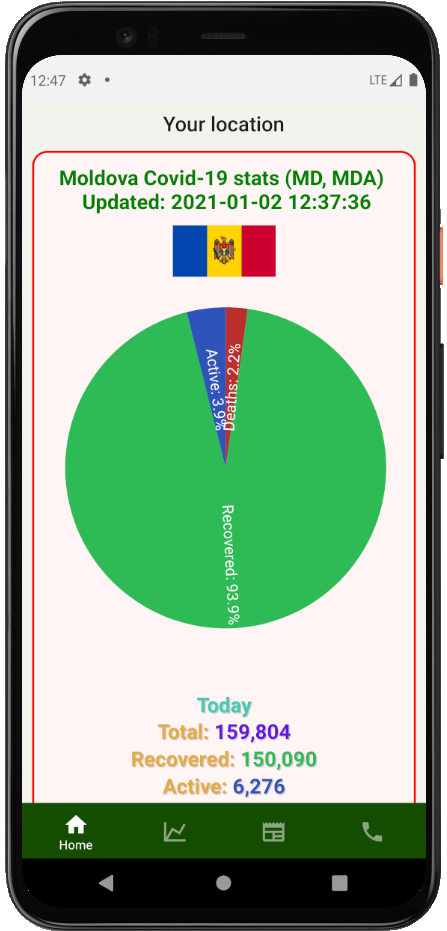 12:47
LTE
Your location
Moldova Covid-19 stats (MD, MDA)
Updated: 2021-01-02 12:37:36
Active: 3.9%
Deaths: 2.2%
Recovered: 93.9%
Today
Total: 159,804
Recovered: 150,090
Active: 6,276
Home